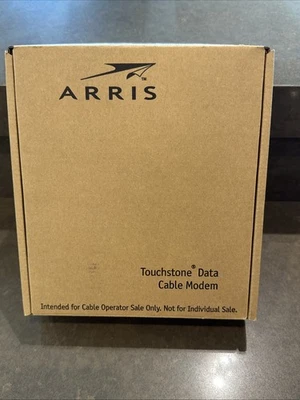 ARRIS
Touchstone® Data
Cable Modem
Intended for Cable Operator Sale Only. Not for Individual Sale.